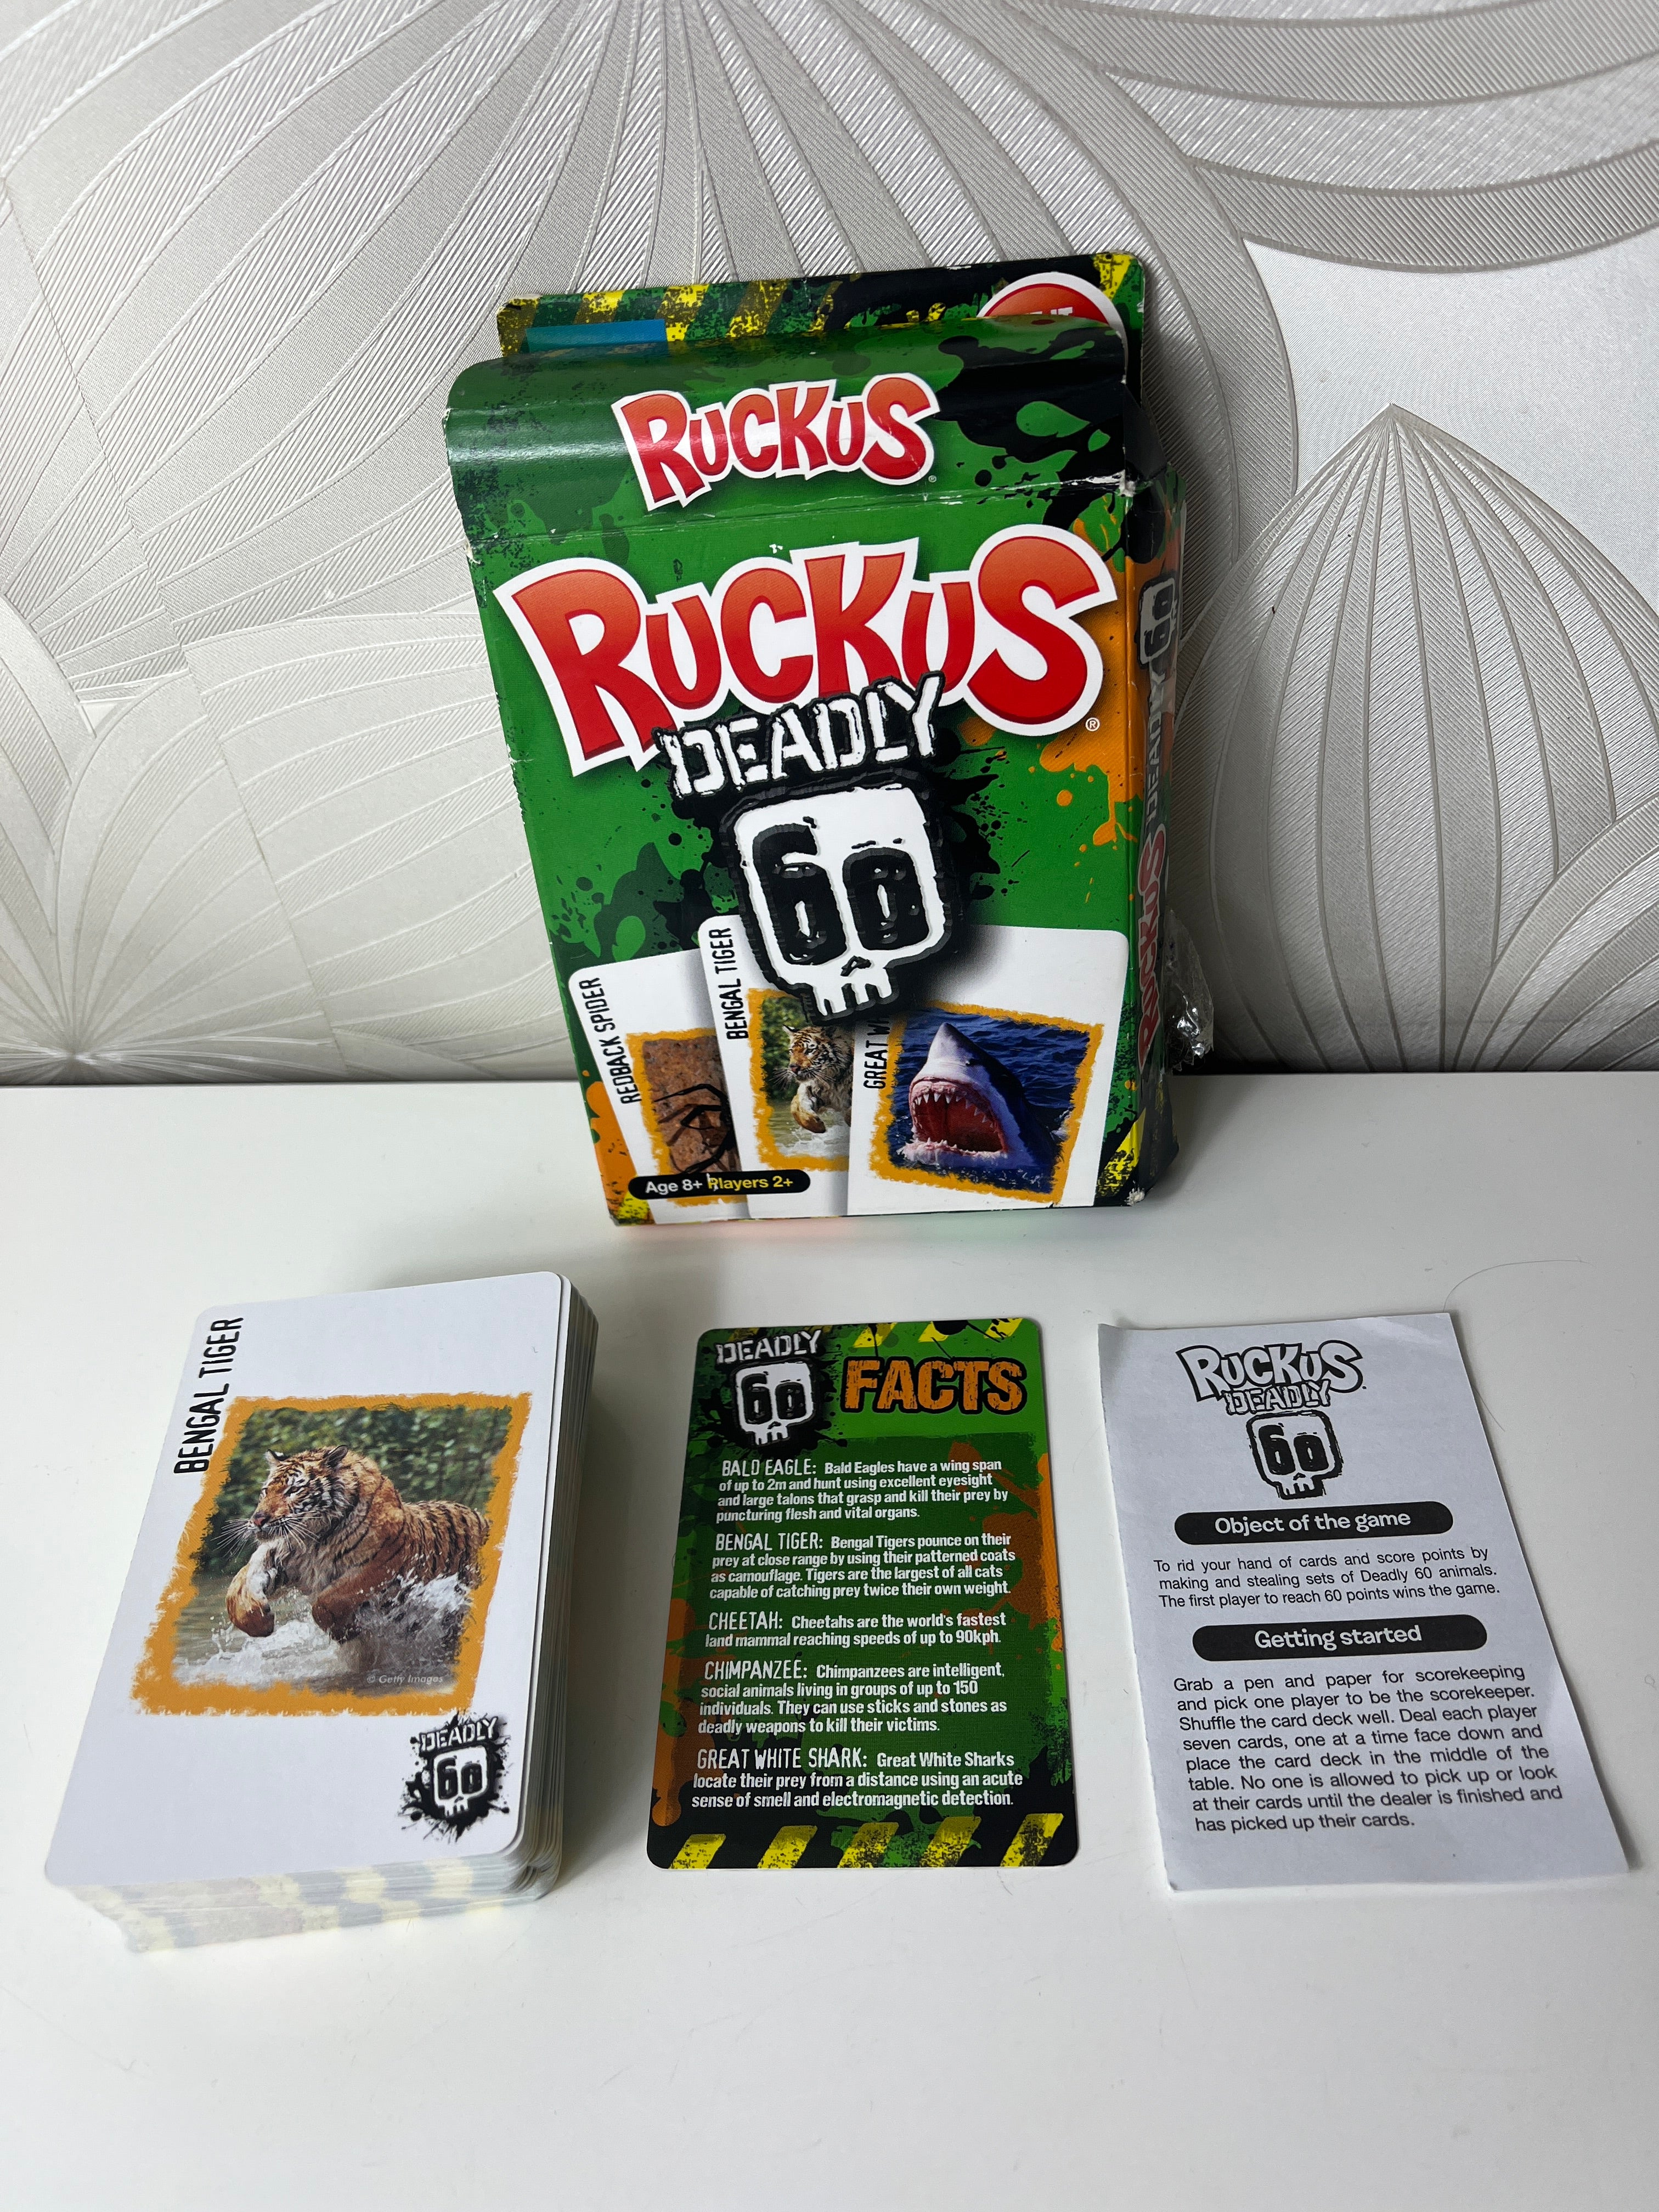 RUCKUS®
RUCKUS®
DEADLY
60
60
DEADLY
RUCKUS
REDBACK SPIDER
BENGAL TIGER
GREAT
Age 8+ Players 2+
BENGAL TIGER
© Getty Images
DEADLY
60
DEADLY
60
FACTS
BALD EAGLE: Bald Eagles have a wing span
of up to 2m and hunt using excellent eyesight
and large talons that grasp and kill their prey by
puncturing flesh and vital organs.
BENGAL TIGER: Bengal Tigers pounce on their
prey at close range by using their patterned coats
as camouflage. Tigers are the largest of all cats
capable of catching prey twice their own weight.
CHEETAH: Cheetahs are the world's fastest
land mammal reaching speeds of up to 90kph.
CHIMPANZEE: Chimpanzees are intelligent,
social animals living in groups of up to 150
individuals. They can use sticks and stones as
deadly weapons to kill their victims.
GREAT WHITE SHARK: Great White Sharks
locate their prey from a distance using an acute
sense of smell and electromagnetic detection.
RUCKUS
DEADLY
60
Object of the game
To rid your hand of cards and score points by
making and stealing sets of Deadly 60 animals.
The first player to reach 60 points wins the game.
Getting started
Grab a pen and paper for scorekeeping
and pick one player to be the scorekeeper.
Shuffle the card deck well. Deal each player
seven cards, one at a time face down and
place the card deck in the middle of the
table. No one is allowed to pick up or look
at their cards until the dealer is finished and
has picked up their cards.